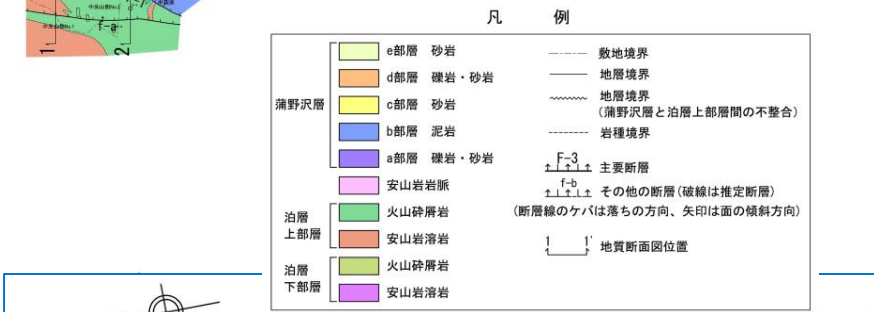 中央山樹No.1
f-a
1
2
凡 例
蒲野沢層
e部層 砂岩
d部層 礫岩・砂岩
c部層 砂岩
b部層 泥岩
a部層 礫岩・砂岩
安山岩岩脈
泊層
上部層
火山砕屑岩
安山岩溶岩
泊層
下部層
火山砕屑岩
安山岩溶岩
敷地境界
地層境界
地層境界
(蒲野沢層と泊層上部層間の不整合)
岩種境界
F-3
主要断層
f-b
その他の断層(破線は推定断層)
(断層線のケバは落ちの方向、矢印は面の傾斜方向)
1 1'
地質断面図位置